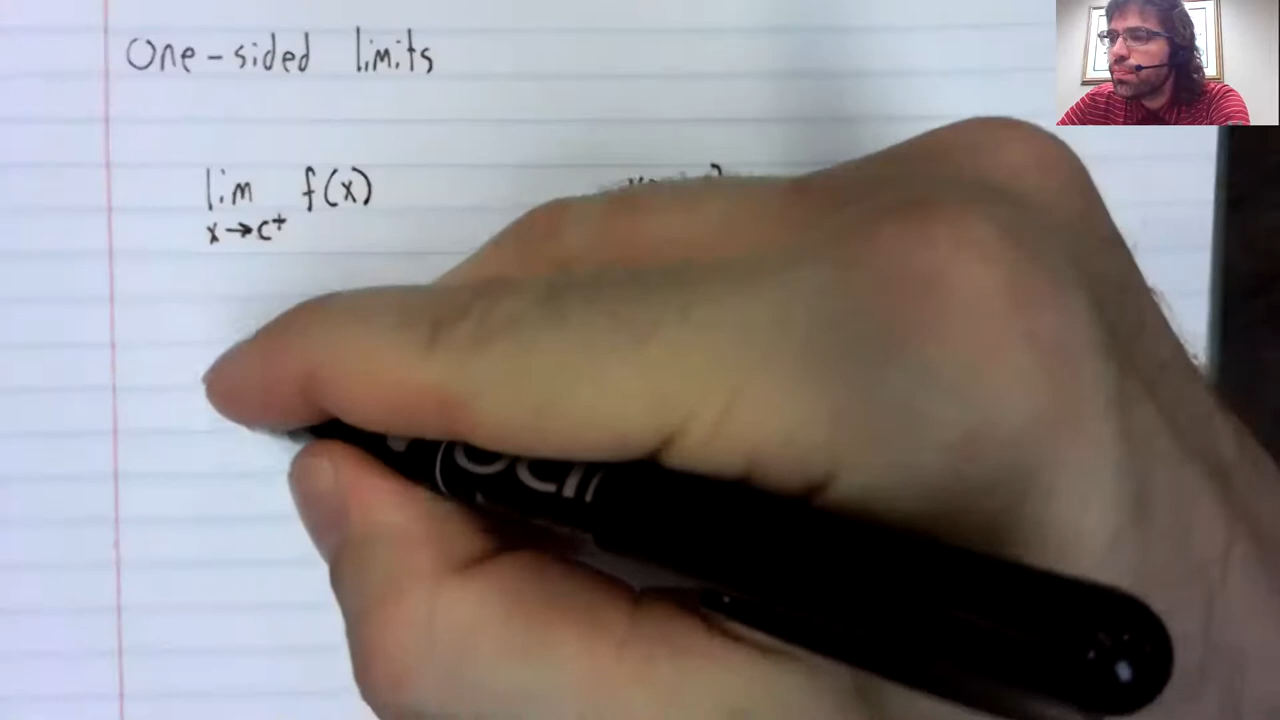 One-sided limits
lim f(x)
x→c⁺